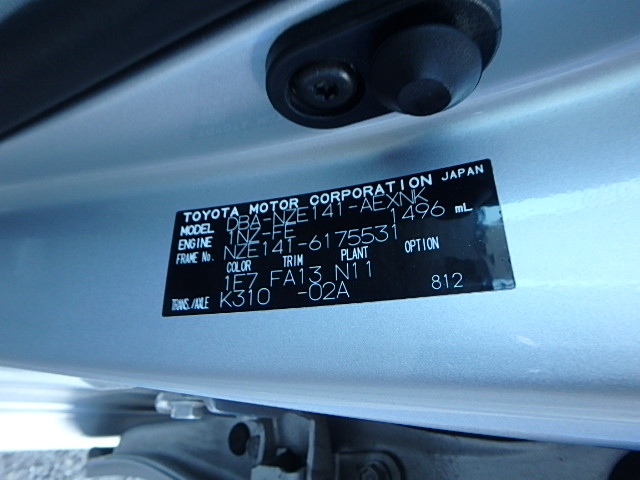 TOYOTA MOTOR CORPORATION JAPAN
MODEL DBA-NZE141-AEXNK
ENGINE 1NZ-FE 1496 mL
FRAME No. NZE141-6175531
COLOR TRIM PLANT OPTION
1E7 FA13 N11
TRANS./AXLE K310 -02A 812